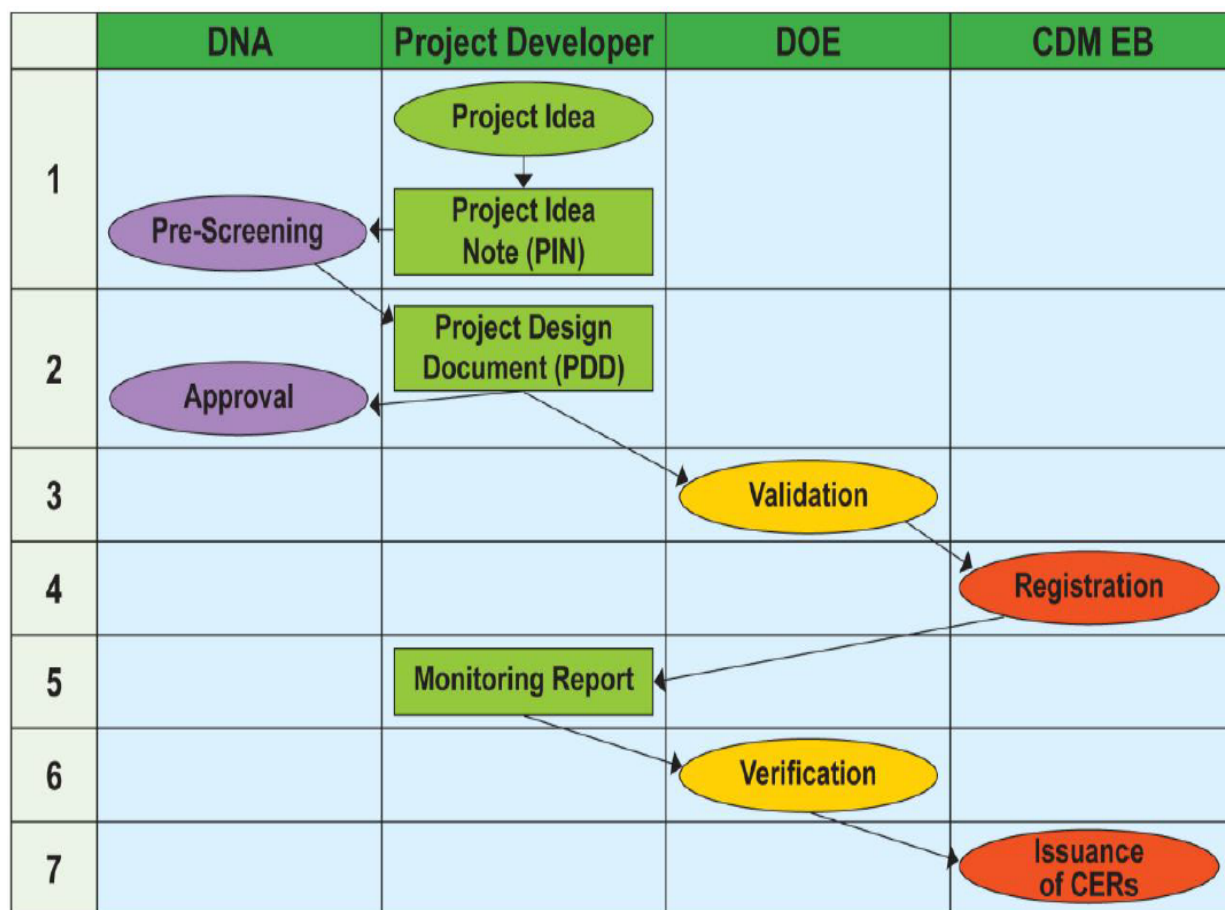 DNA
Project Developer
DOE
CDM EB
1
Project Idea
Project Idea
Note (PIN)
Pre-Screening
2
Project Design
Document (PDD)
Approval
3
Validation
4
Registration
5
Monitoring Report
6
Verification
7
Issuance
of CERs